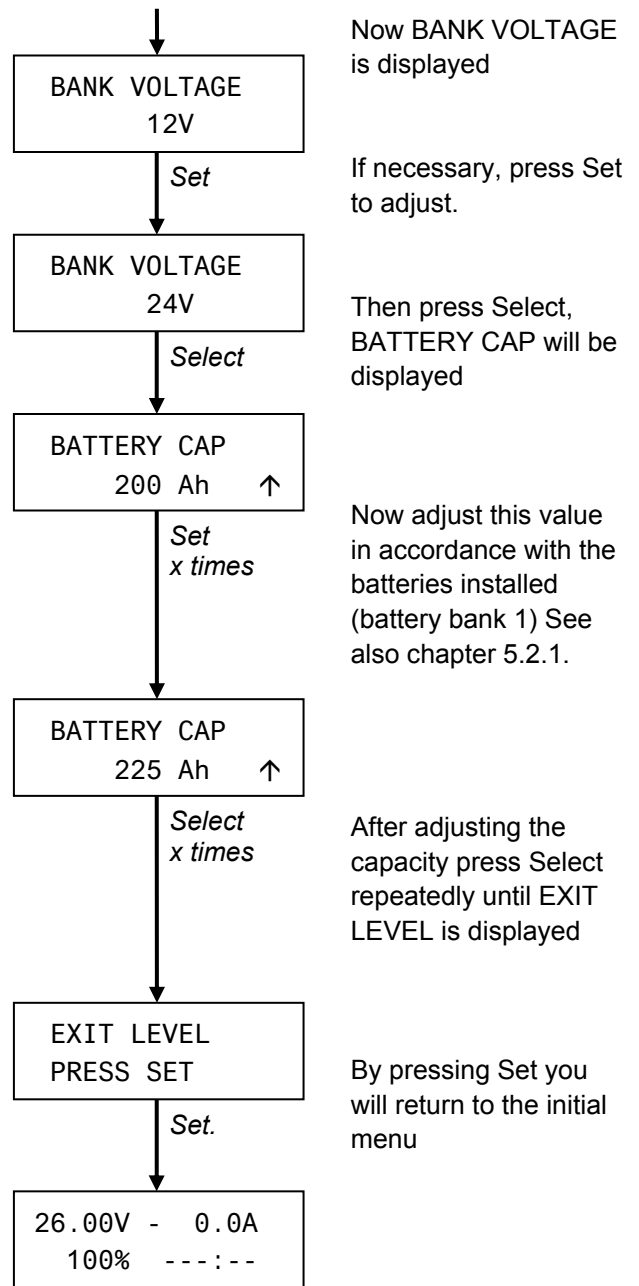 Now BANK VOLTAGE
is displayed
BANK VOLTAGE
12V
Set
If necessary, press Set
to adjust.
BANK VOLTAGE
24V
Select
Then press Select,
BATTERY CAP will be
displayed
BATTERY CAP
200 Ah ↑
Set
x times
Now adjust this value
in accordance with the
batteries installed
(battery bank 1) See
also chapter 5.2.1.
BATTERY CAP
225 Ah ↑
Select
x times
After adjusting the
capacity press Select
repeatedly until EXIT
LEVEL is displayed
EXIT LEVEL
PRESS SET
Set.
By pressing Set you
will return to the initial
menu
26.00V - 0.0A
100% ---:--